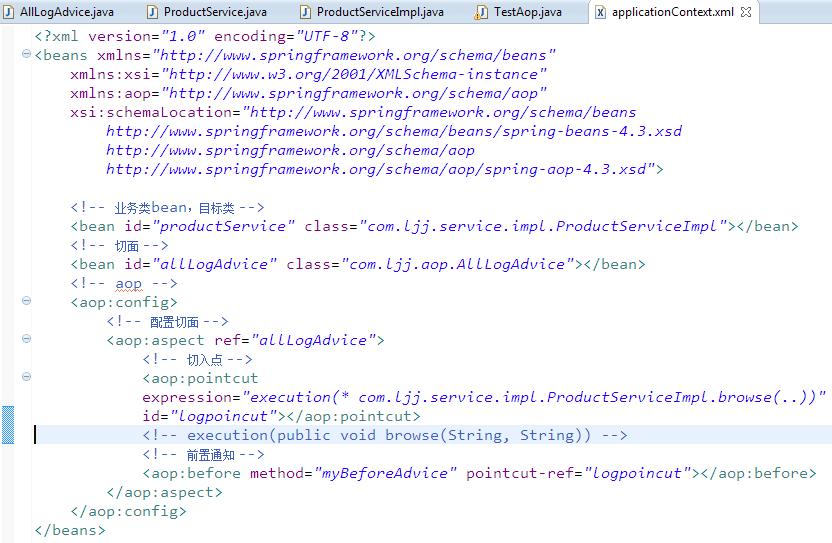 AllLogAdvice.java ProductService.java ProductServiceImpl.java TestAop.java applicationContext.xml
<?xml version="1.0" encoding="UTF-8"?>
<beans xmlns="http://www.springframework.org/schema/beans"
xmlns:xsi="http://www.w3.org/2001/XMLSchema-instance"
xmlns:aop="http://www.springframework.org/schema/aop"
xsi:schemaLocation="http://www.springframework.org/schema/beans
http://www.springframework.org/schema/beans/spring-beans-4.3.xsd
http://www.springframework.org/schema/aop
http://www.springframework.org/schema/aop/spring-aop-4.3.xsd">
<!-- 业务类bean，目标类 -->
<bean id="productService" class="com.ljj.service.impl.ProductServiceImpl"></bean>
<!-- 切面 -->
<bean id="allLogAdvice" class="com.ljj.aop.AllLogAdvice"></bean>
<!-- aop -->
<aop:config>
<!-- 配置切面 -->
<aop:aspect ref="allLogAdvice">
<!-- 切入点 -->
<aop:pointcut
expression="execution(* com.ljj.service.impl.ProductServiceImpl.browse(..))"
id="logpoincut"></aop:pointcut>
<!-- execution(public void browse(String, String)) -->
<!-- 前置通知 -->
<aop:before method="myBeforeAdvice" pointcut-ref="logpoincut"></aop:before>
</aop:aspect>
</aop:config>
</beans>